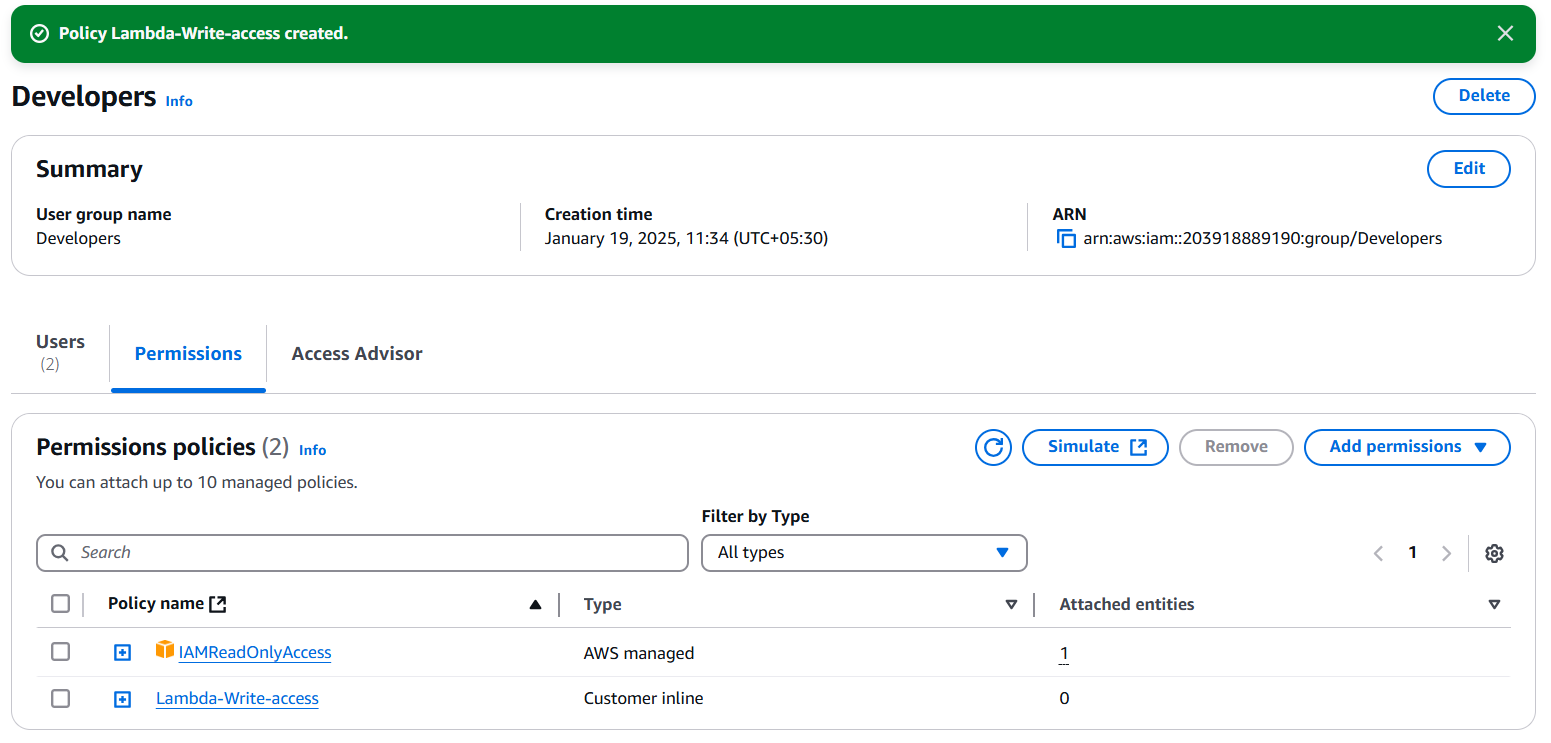 Policy Lambda-Write-access created.
Developers Info
Delete
Summary
Edit
User group name
Developers
Creation time
January 19, 2025, 11:34 (UTC+05:30)
ARN
arn:aws:iam::203918889190:group/Developers
Users
(2)
Permissions
Access Advisor
Permissions policies (2) Info
Simulate
Remove
Add permissions
You can attach up to 10 managed policies.
Filter by Type
Search
All types
1
Policy name
Type
Attached entities
IAMReadOnlyAccess
AWS managed
1
Lambda-Write-access
Customer inline
0